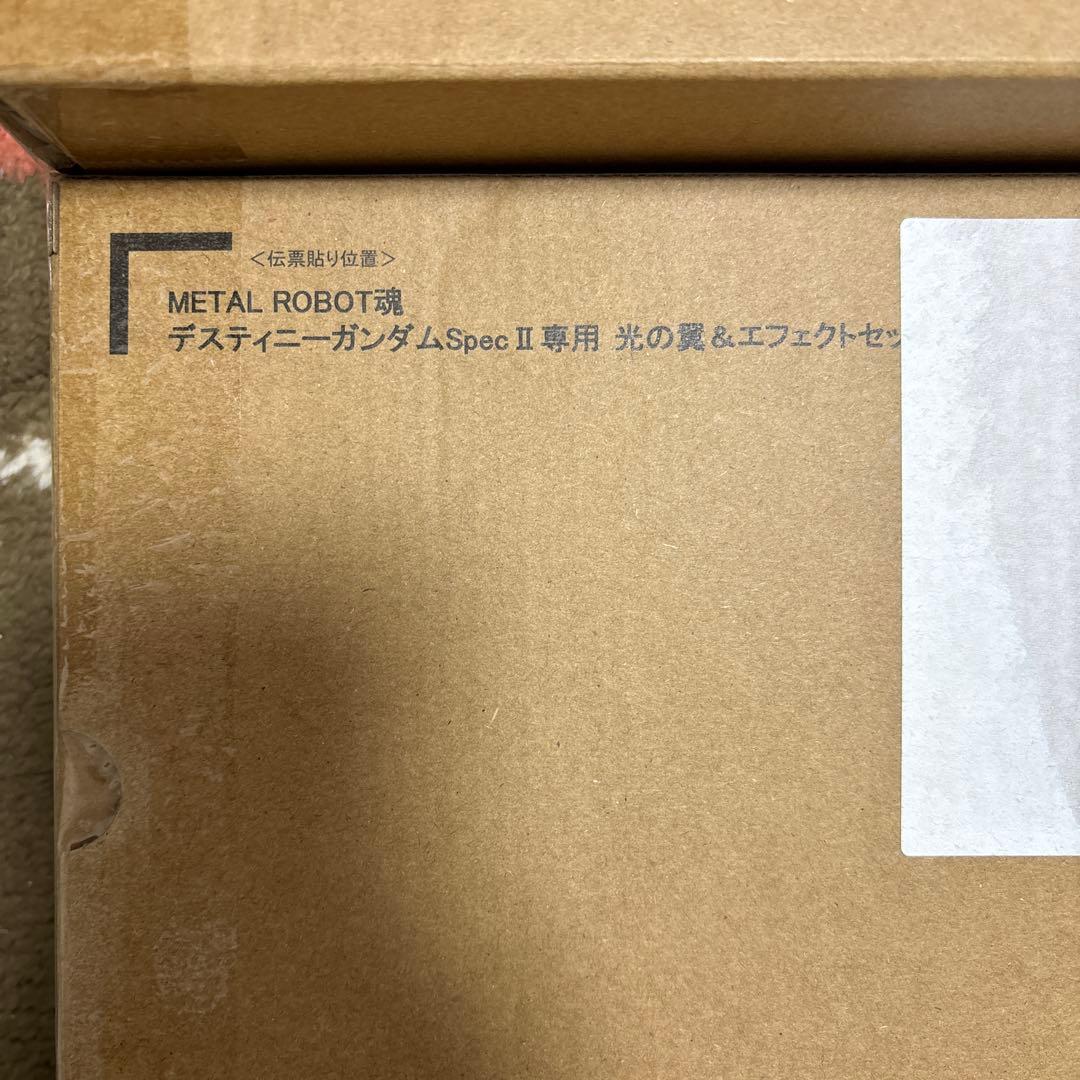 ＜伝票貼り位置＞
METAL ROBOT魂
デスティニーガンダムSpecⅡ専用 光の翼＆エフェクトセッ